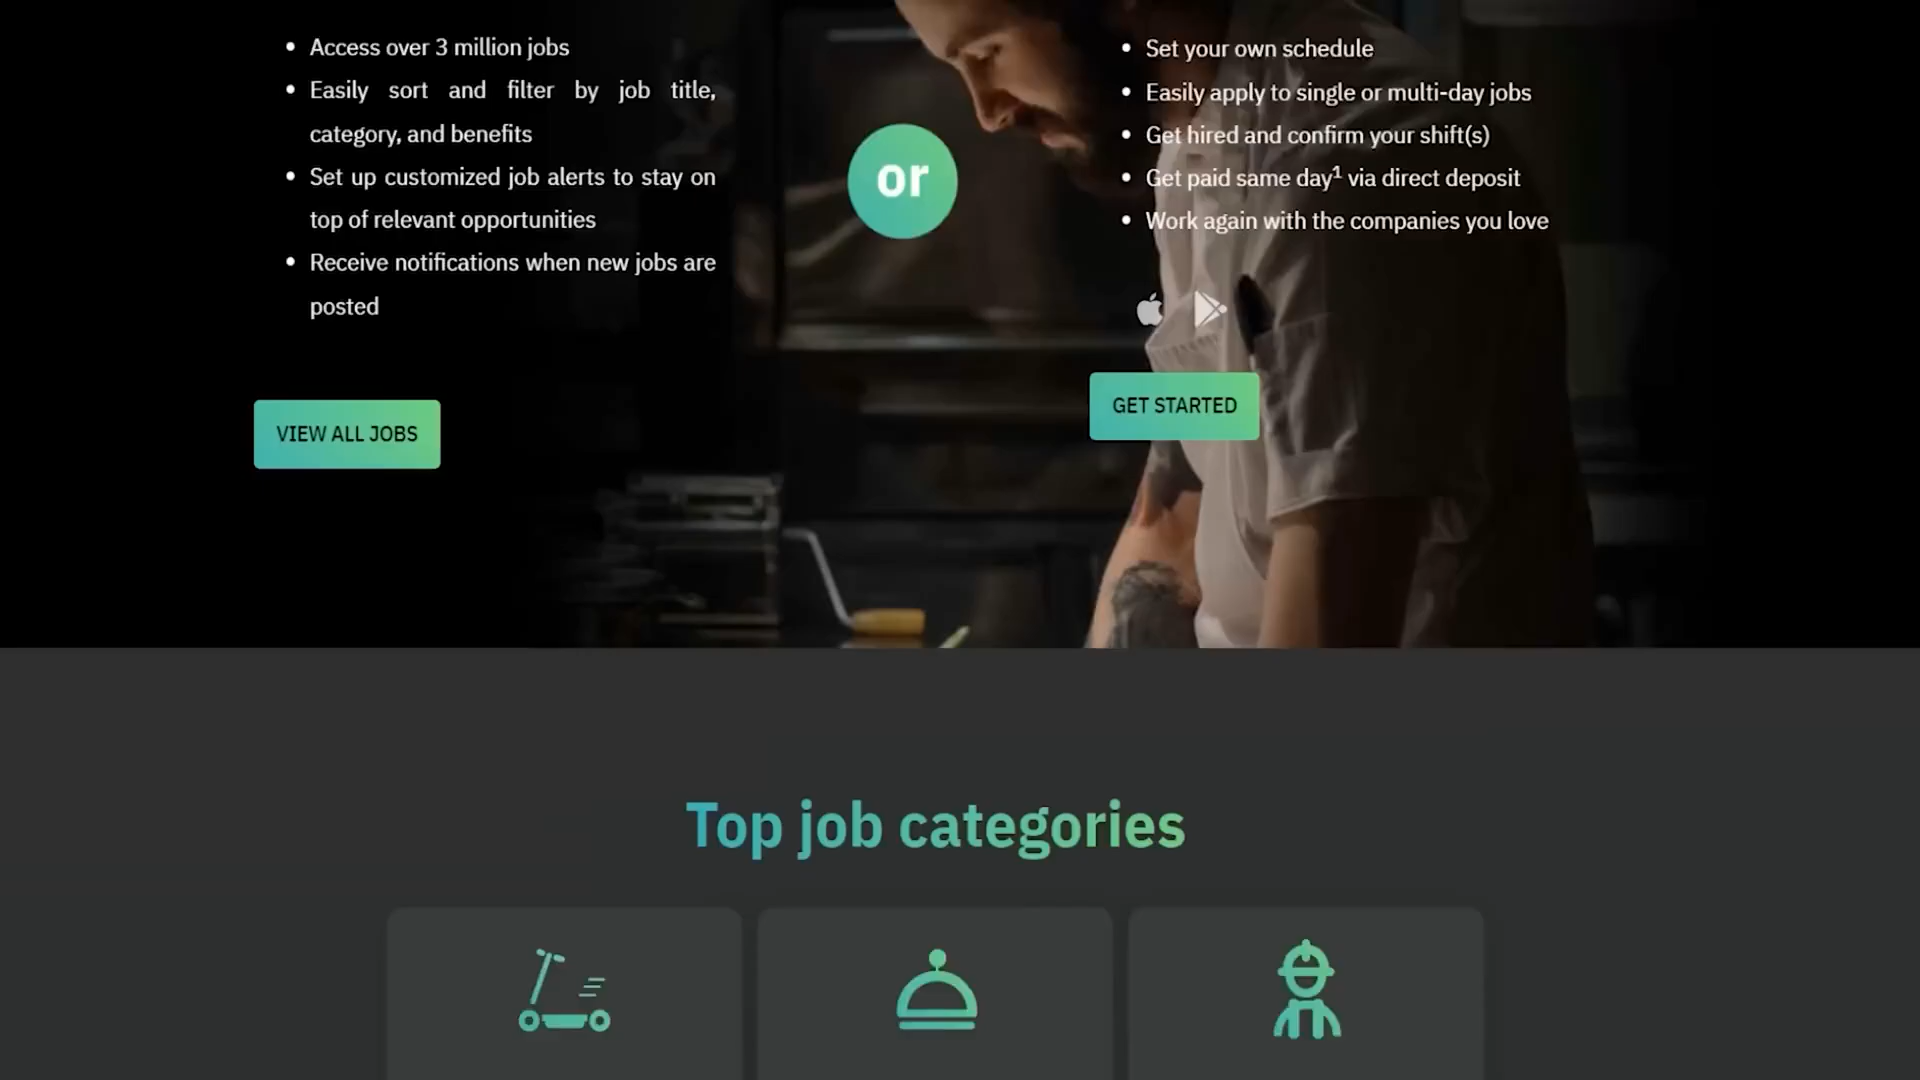 Access over 3 million jobs
Easily sort and filter by job title,
category, and benefits
Set up customized job alerts to stay on
top of relevant opportunities
Receive notifications when new jobs are
posted
VIEW ALL JOBS
or
Set your own schedule
Easily apply to single or multi-day jobs
Get hired and confirm your shift(s)
Get paid same day¹ via direct deposit
Work again with the companies you love
GET STARTED
Top job categories